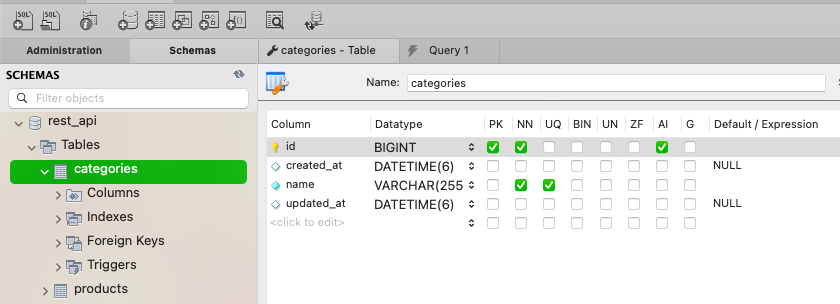 Administration Schemas categories - Table Query 1
SCHEMAS
Name: categories
Filter objects
rest_api
Tables
categories
Columns
Indexes
Foreign Keys
Triggers
products
Column Datatype PK NN UQ BIN UN ZF AI G Default / Expression
id BIGINT
created_at DATETIME(6) NULL
name VARCHAR(255
updated_at DATETIME(6) NULL
<click to edit>